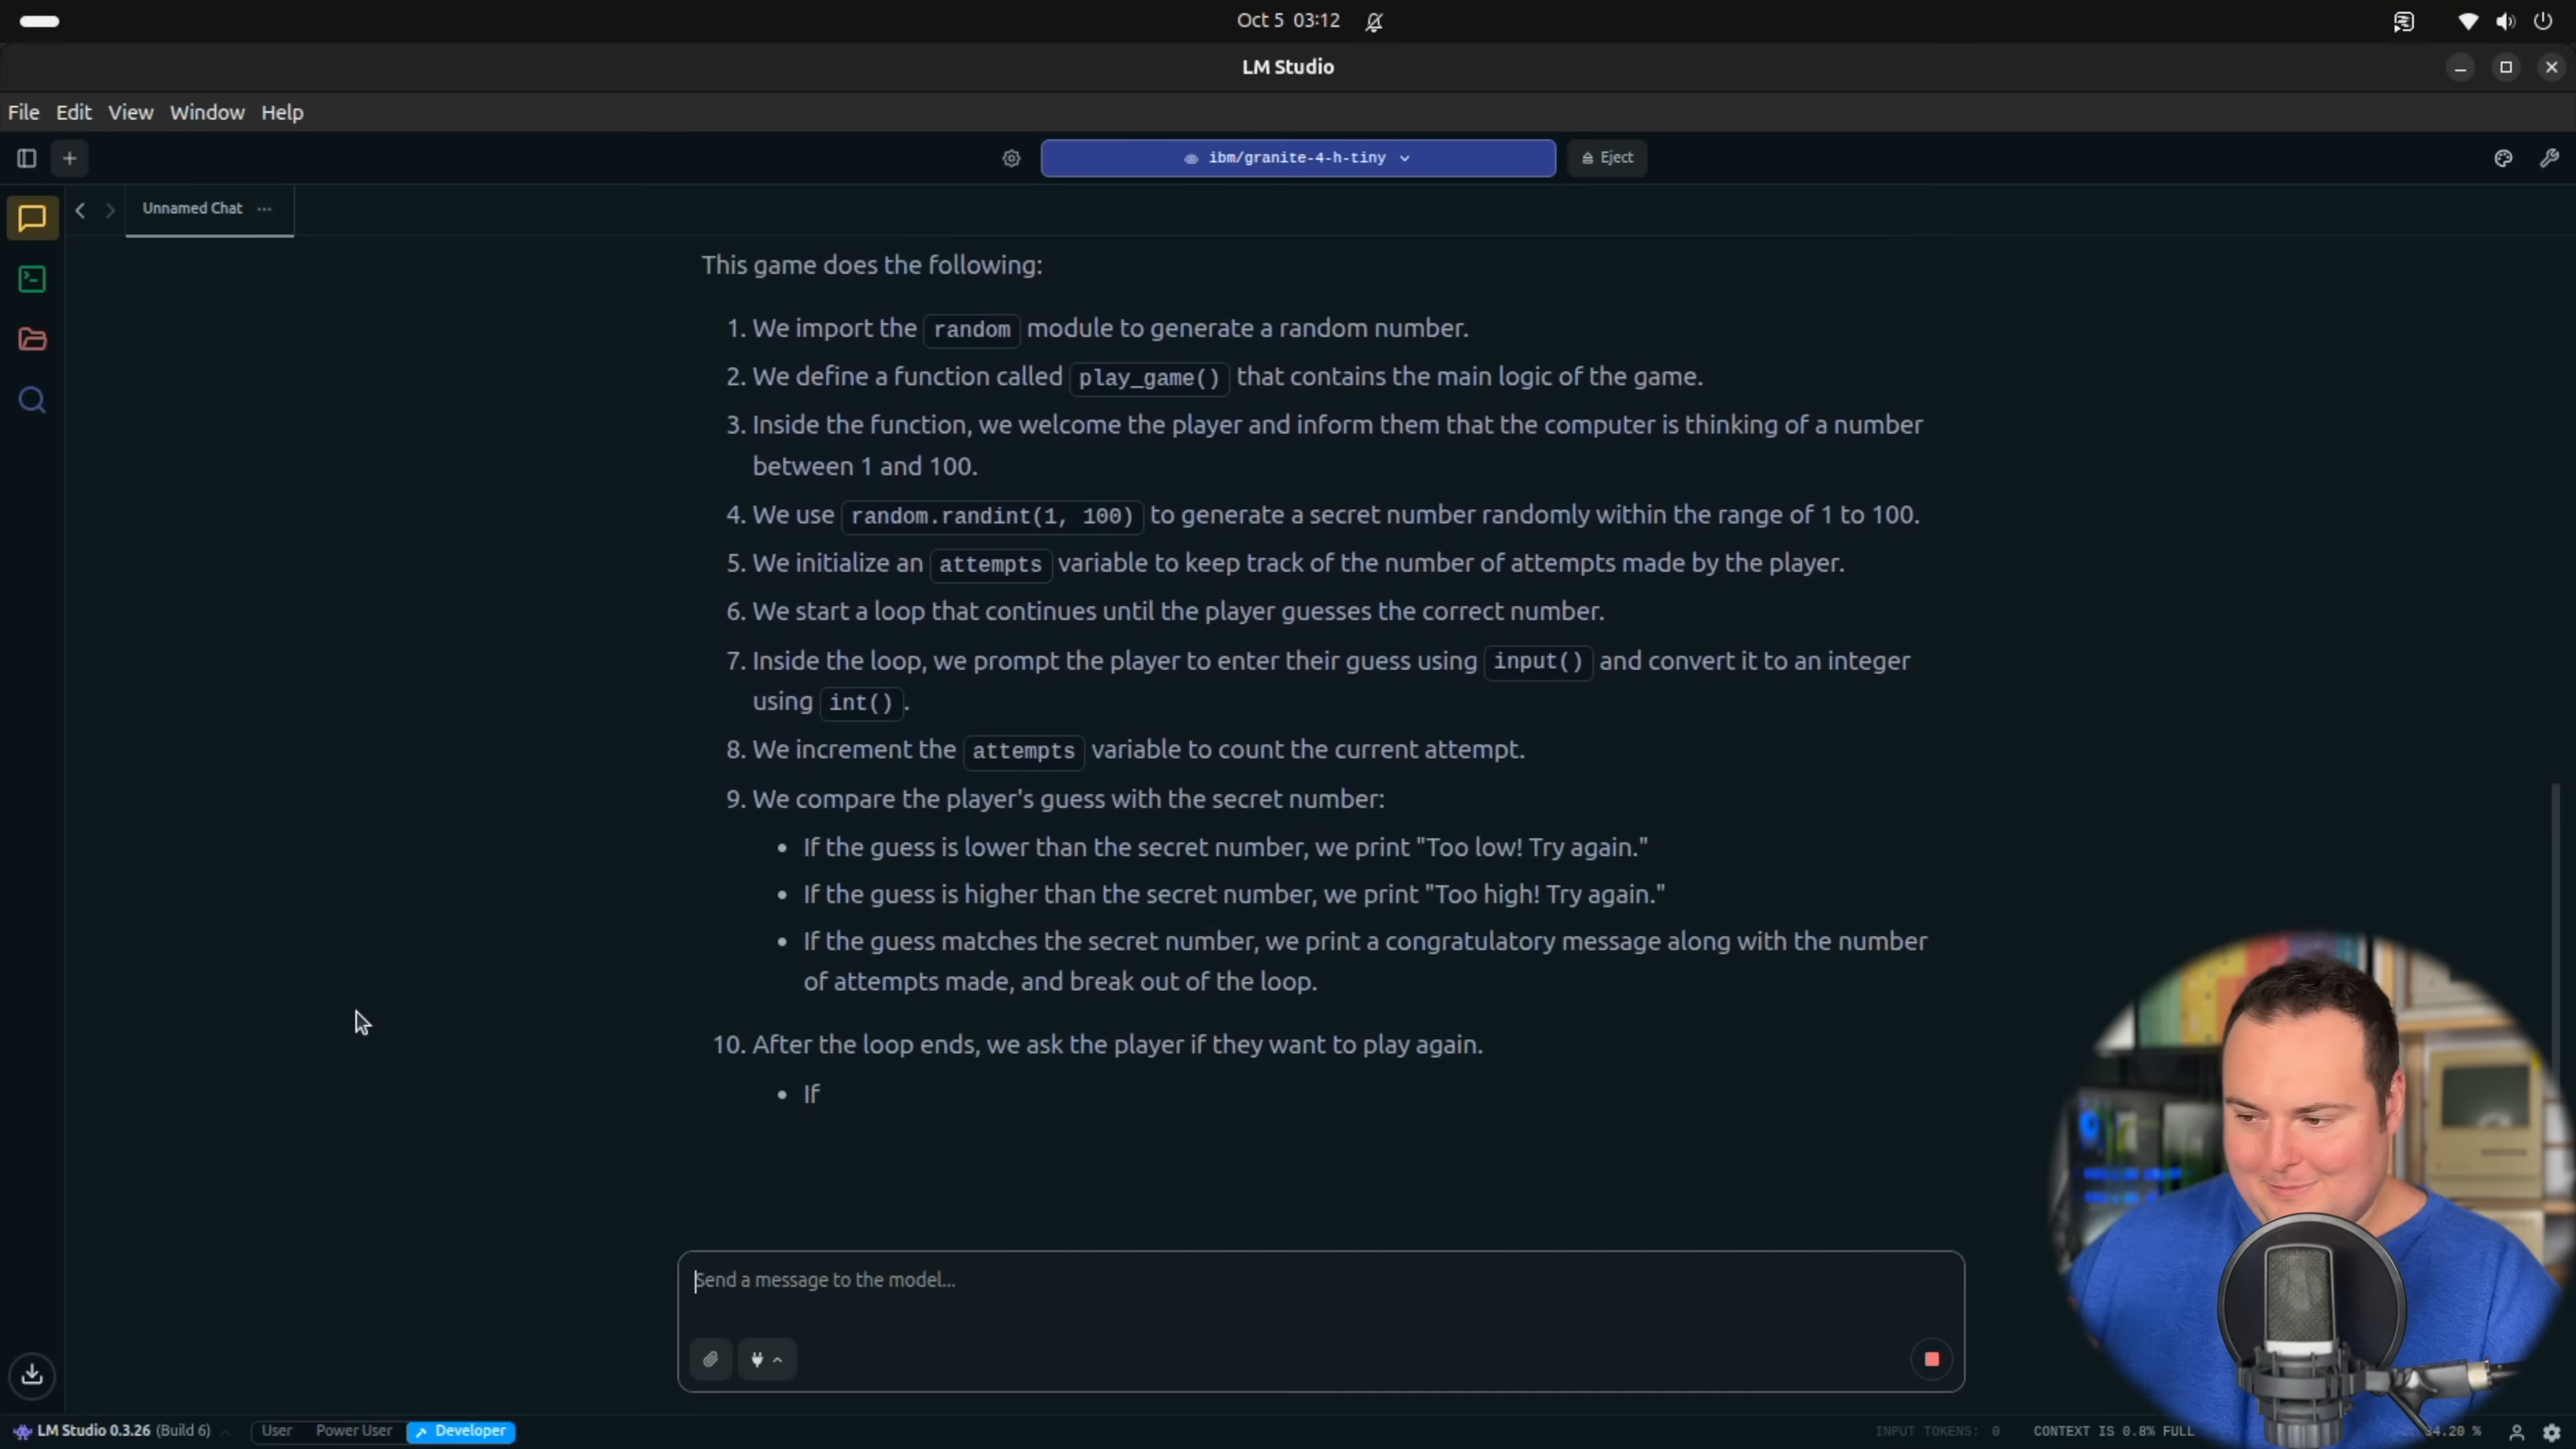 Oct 5 03:12
LM Studio
File Edit View Window Help
ibm/granite-4-h-tiny
Eject
Unnamed Chat ...
This game does the following:
1. We import the random module to generate a random number.
2. We define a function called play_game() that contains the main logic of the game.
3. Inside the function, we welcome the player and inform them that the computer is thinking of a number
between 1 and 100.
4. We use random.randint(1, 100) to generate a secret number randomly within the range of 1 to 100.
5. We initialize an attempts variable to keep track of the number of attempts made by the player.
6. We start a loop that continues until the player guesses the correct number.
7. Inside the loop, we prompt the player to enter their guess using input() and convert it to an integer
using int().
8. We increment the attempts variable to count the current attempt.
9. We compare the player's guess with the secret number:
• If the guess is lower than the secret number, we print "Too low! Try again."
• If the guess is higher than the secret number, we print "Too high! Try again."
• If the guess matches the secret number, we print a congratulatory message along with the number
of attempts made, and break out of the loop.
10. After the loop ends, we ask the player if they want to play again.
• If
Send a message to the model...
LM Studio 0.3.26 (Build 6) User Power User Developer INPUT TOKENS: 0 CONTEXT IS 0.8% FULL